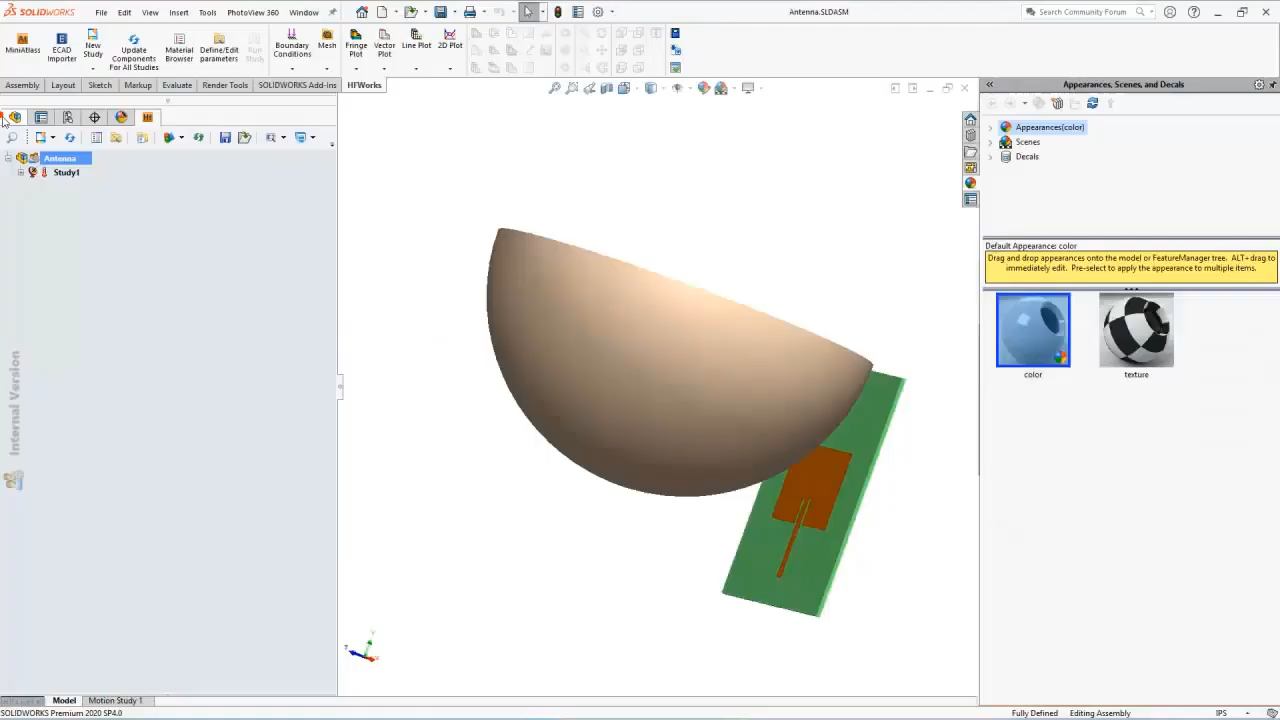 SOLIDWORKS File Edit View Insert Tools PhotoView 360 Window Antenna.SLDASM Search Community Forum
MiniAtlass ECAD Importer New Study Update Components For All Studies Material Browser Define/Edit parameters Run Study Boundary Conditions Mesh Fringe Plot Vector Plot Line Plot 2D Plot
Assembly Layout Sketch Markup Evaluate Render Tools SOLIDWORKS Add-Ins HFWorks
Appearances, Scenes, and Decals
Appearances(color)
Scenes
Decals
Antenna
Study1
Default Appearance: color
Drag and drop appearances onto the model or FeatureManager tree. ALT+drag to
immediately edit. Pre-select to apply the appearance to multiple items.
color texture
Internal Version
Model Motion Study 1
SOLIDWORKS Premium 2020 SP4.0 Fully Defined Editing Assembly IPS